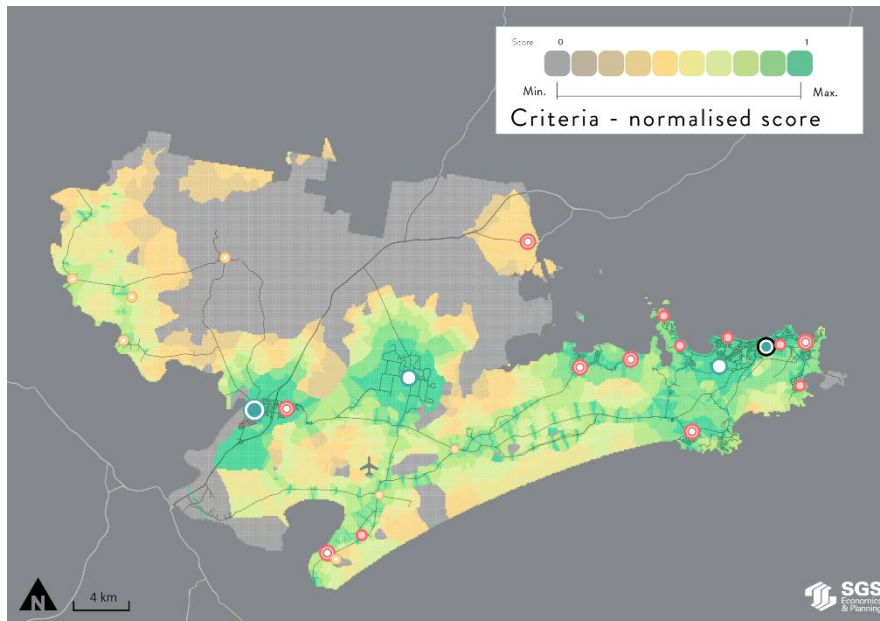 Score 0 1
Min. Max.
Criteria - normalised score
N
4 km
SGS
Economics
& Planning